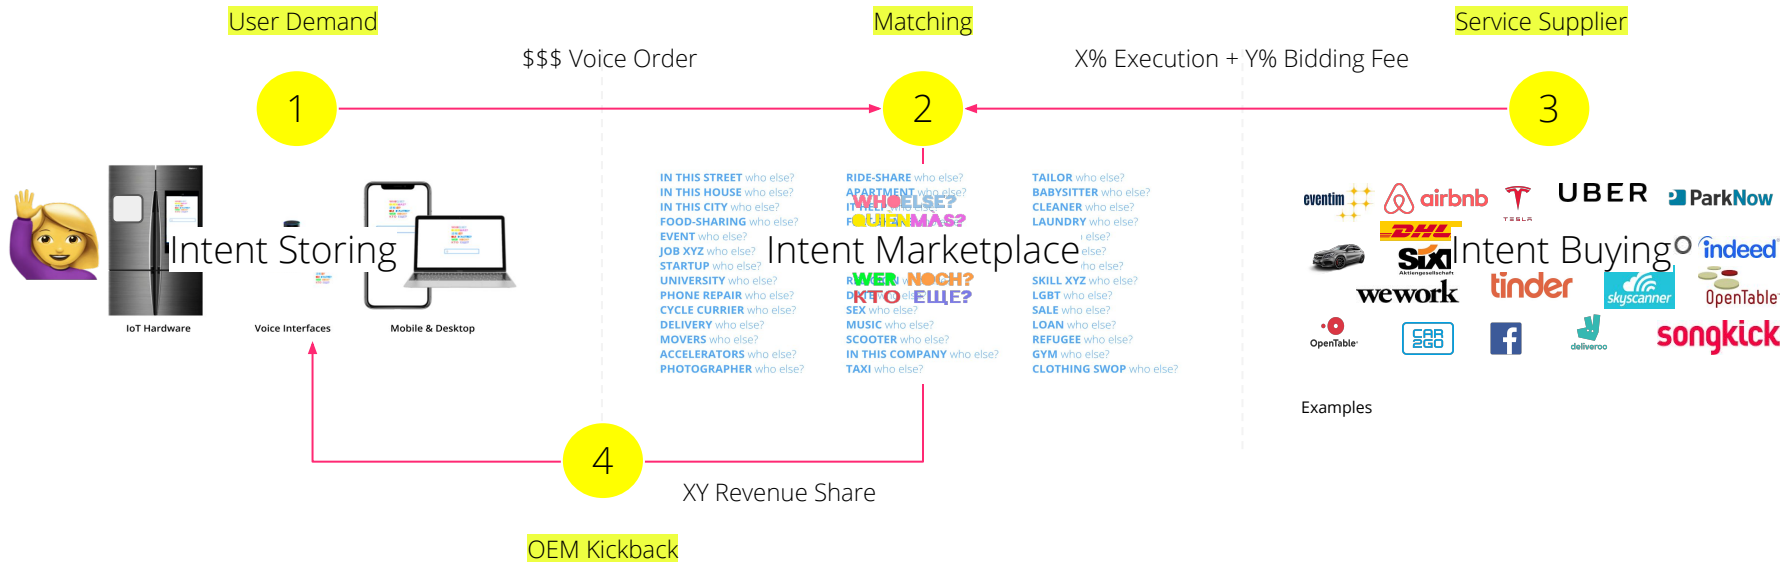 User Demand
Matching
Service Supplier
$$$ Voice Order
X% Execution + Y% Bidding Fee
1
2
3
IN THIS STREET who else?
IN THIS HOUSE who else?
IN THIS CITY who else?
FOOD-SHARING who else?
EVENT who else?
JOB XYZ who else?
STARTUP who else?
UNIVERSITY who else?
PHONE REPAIR who else?
CYCLE CURRIER who else?
DELIVERY who else?
MOVERS who else?
ACCELERATORS who else?
PHOTOGRAPHER who else?
RIDE-SHARE who else?
APARTMENT who else?
WHOELSE?
QUIENMAS?
WER NOCH?
KTO ЕЩЕ?
SEX who else?
MUSIC who else?
SCOOTER who else?
IN THIS COMPANY who else?
TAXI who else?
TAILOR who else?
BABYSITTER who else?
CLEANER who else?
LAUNDRY who else?
else?
else?
who else?
SKILL XYZ who else?
LGBT who else?
SALE who else?
LOAN who else?
REFUGEE who else?
GYM who else?
CLOTHING SWOP who else?
Intent Storing
Intent Marketplace
Intent Buying
IoT Hardware
Voice Interfaces
Mobile & Desktop
eventim
airbnb
TESLA
UBER
ParkNow
DHL
Sixt
Aktiengesellschaft
indeed
wework
tinder
skyscanner
OpenTable
OpenTable
CAR2GO
f
deliveroo
songkick
Examples
4
XY Revenue Share
OEM Kickback